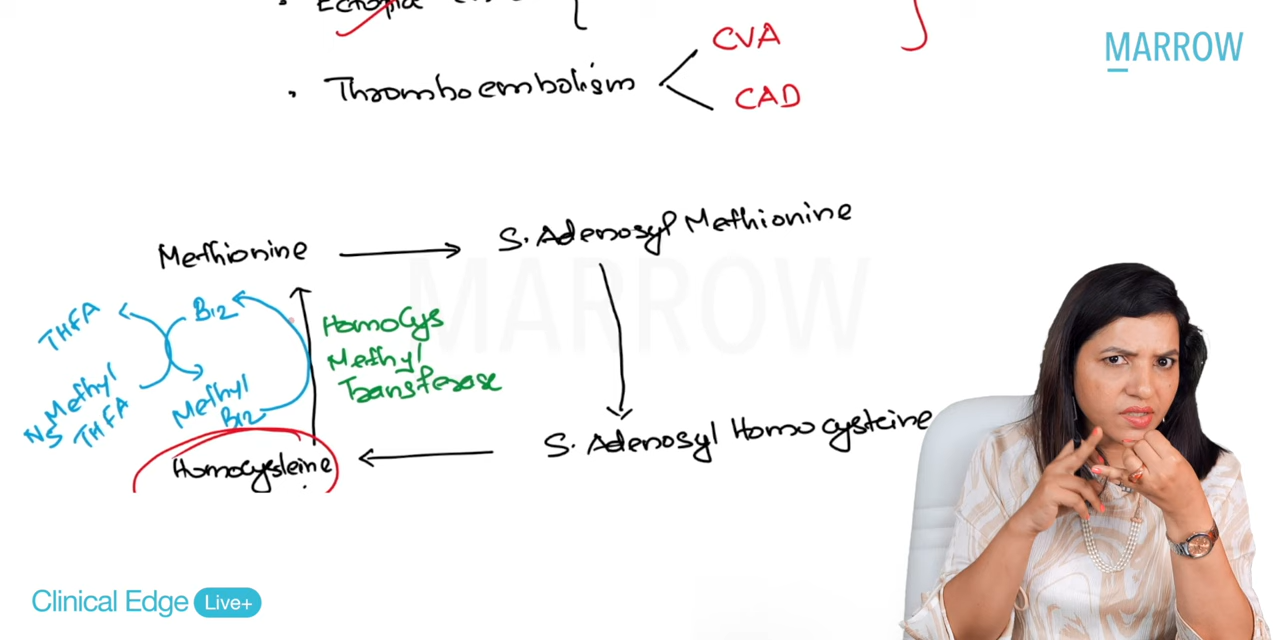 MARROW
CVA
• Thromboembolism
CAD
MARROW
Methionine
S. Adenosyl Methionine
THFA
B12
HomoCys
Methyl
Transferase
Methyl
B12
N5 Methyl
THFA
Homocysteine
S. Adenosyl Homocysteine
Clinical Edge Live+